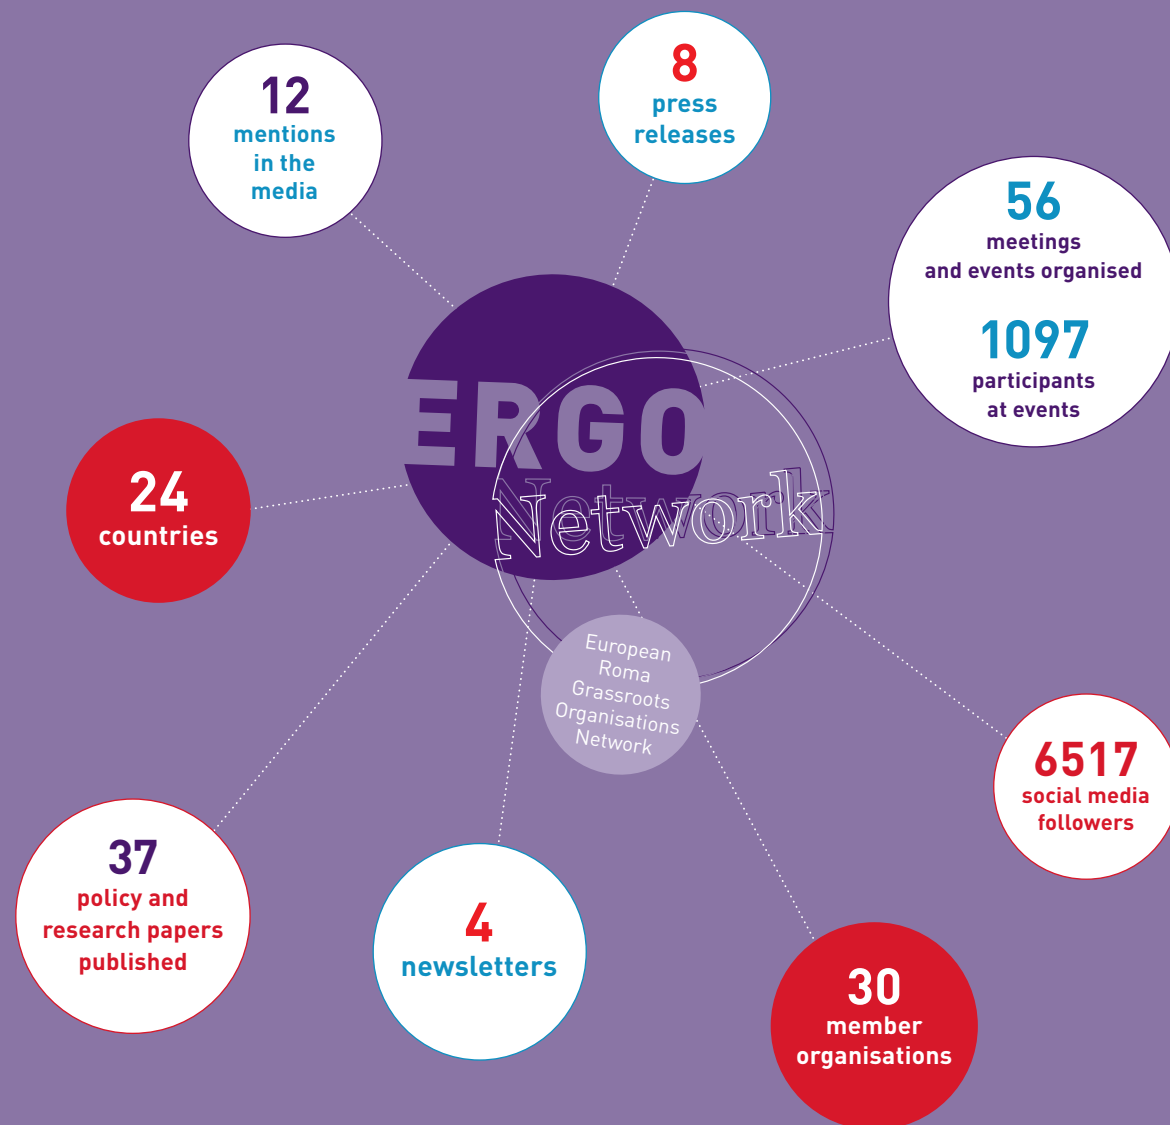 12
mentions
in the
media
8
press
releases
56
meetings
and events organised
1097
participants
at events
ERGO
Network
European
Roma
Grassroots
Organisations
Network
24
countries
6517
social media
followers
37
policy and
research papers
published
4
newsletters
30
member
organisations